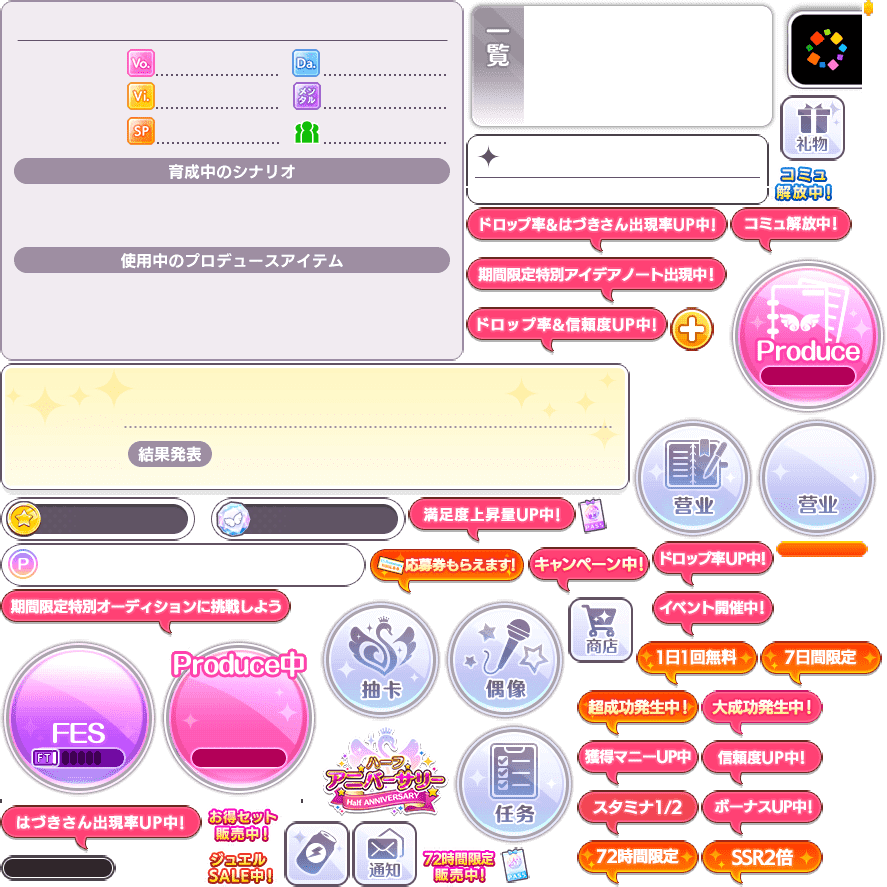 Vo.
Da.
Vi.
メンタル
SP
育成中のシナリオ
使用中のプロデュースアイテム
一覧
礼物
コミュ
解放中!
ドロップ率&はづきさん出現率UP中!
コミュ解放中!
期間限定特別アイデアノート出現中!
ドロップ率&信頼度UP中!
Produce
結果発表
营业
营业
満足度上昇量UP中!
PASS
P
応募券もらえます!
キャンペーン中!
ドロップ率UP中!
期間限定特別オーディションに挑戦しよう
イベント開催中!
抽卡
偶像
商店
1日1回無料
7日間限定
Produce中
FES
FT
超成功発生中!
大成功発生中!
獲得マニーUP中
信頼度UP中!
ハーフ
アニバーサリー
Half ANNIVERSARY
任务
スタミナ1/2
ボーナスUP中!
はづきさん出現率UP中!
お得セット
販売中!
ジュエル
SALE中!
通知
72時間限定
販売中!
PASS
72時間限定
SSR2倍